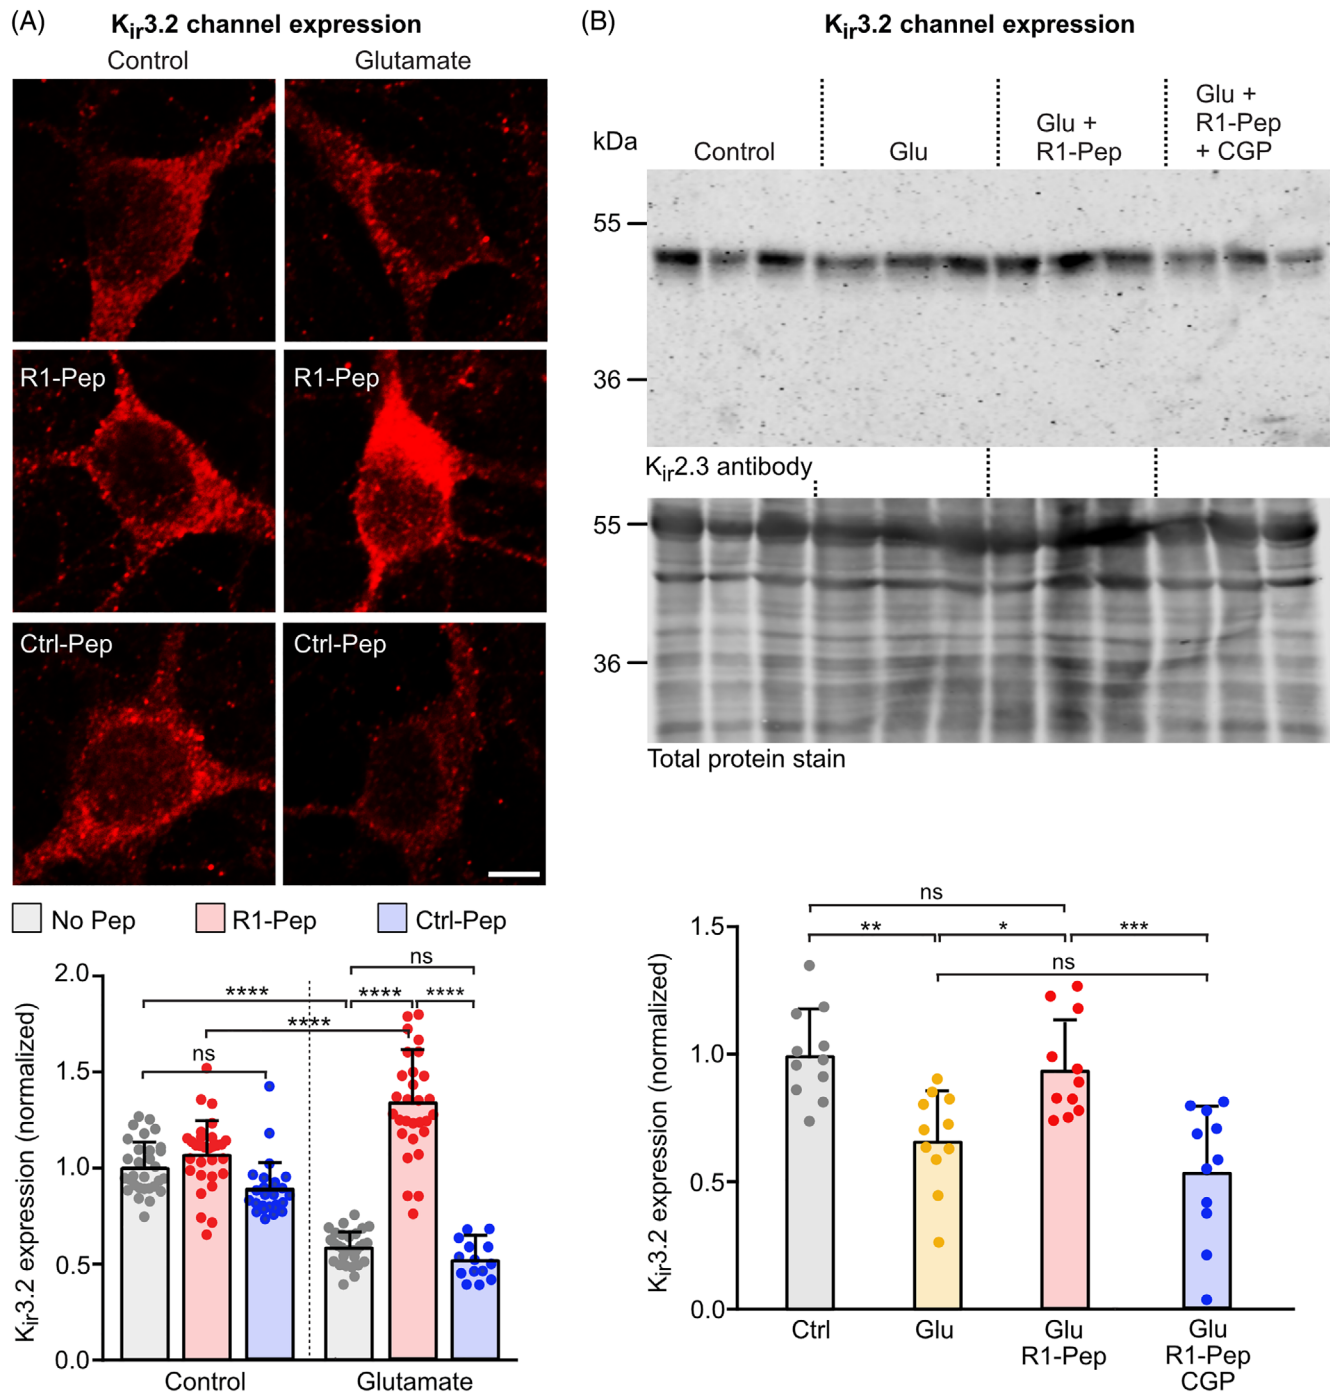 (A)
Kir3.2 channel expression
Control
Glutamate
R1-Pep
R1-Pep
Ctrl-Pep
Ctrl-Pep
No Pep
R1-Pep
Ctrl-Pep
Kir3.2 expression (normalized)
2.0
1.5
1.0
0.5
0.0
ns
****
****
****
****
ns
Control
Glutamate
(B)
Kir3.2 channel expression
kDa
Control
Glu
Glu +
R1-Pep
Glu +
R1-Pep
+ CGP
55
36
Kir2.3 antibody
55
36
Total protein stain
Kir3.2 expression (normalized)
1.5
1.0
0.5
0.0
ns
**
*
***
ns
Ctrl
Glu
Glu
R1-Pep
Glu
R1-Pep
CGP